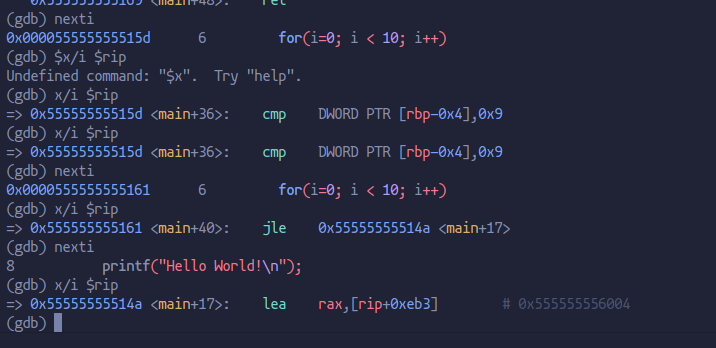 0x555555555169 <main+48>: ret
(gdb) nexti
0x000055555555515d 6 for(i=0; i < 10; i++)
(gdb) $x/i $rip
Undefined command: "$x". Try "help".
(gdb) x/i $rip
=> 0x55555555515d <main+36>: cmp DWORD PTR [rbp-0x4],0x9
(gdb) x/i $rip
=> 0x55555555515d <main+36>: cmp DWORD PTR [rbp-0x4],0x9
(gdb) nexti
0x0000555555555161 6 for(i=0; i < 10; i++)
(gdb) x/i $rip
=> 0x555555555161 <main+40>: jle 0x55555555514a <main+17>
(gdb) nexti
8 printf("Hello World!\n");
(gdb) x/i $rip
=> 0x55555555514a <main+17>: lea rax,[rip+0xeb3] # 0x555555556004
(gdb)